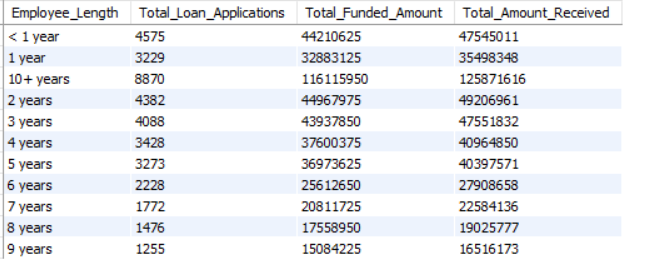 Employee_Length Total_Loan_Applications Total_Funded_Amount Total_Amount_Received
< 1 year 4575 44210625 47545011
1 year 3229 32883125 35498348
10+ years 8870 116115950 125871616
2 years 4382 44967975 49206961
3 years 4088 43937850 47551832
4 years 3428 37600375 40964850
5 years 3273 36973625 40397571
6 years 2228 25612650 27908658
7 years 1772 20811725 22584136
8 years 1476 17558950 19025777
9 years 1255 15084225 16516173